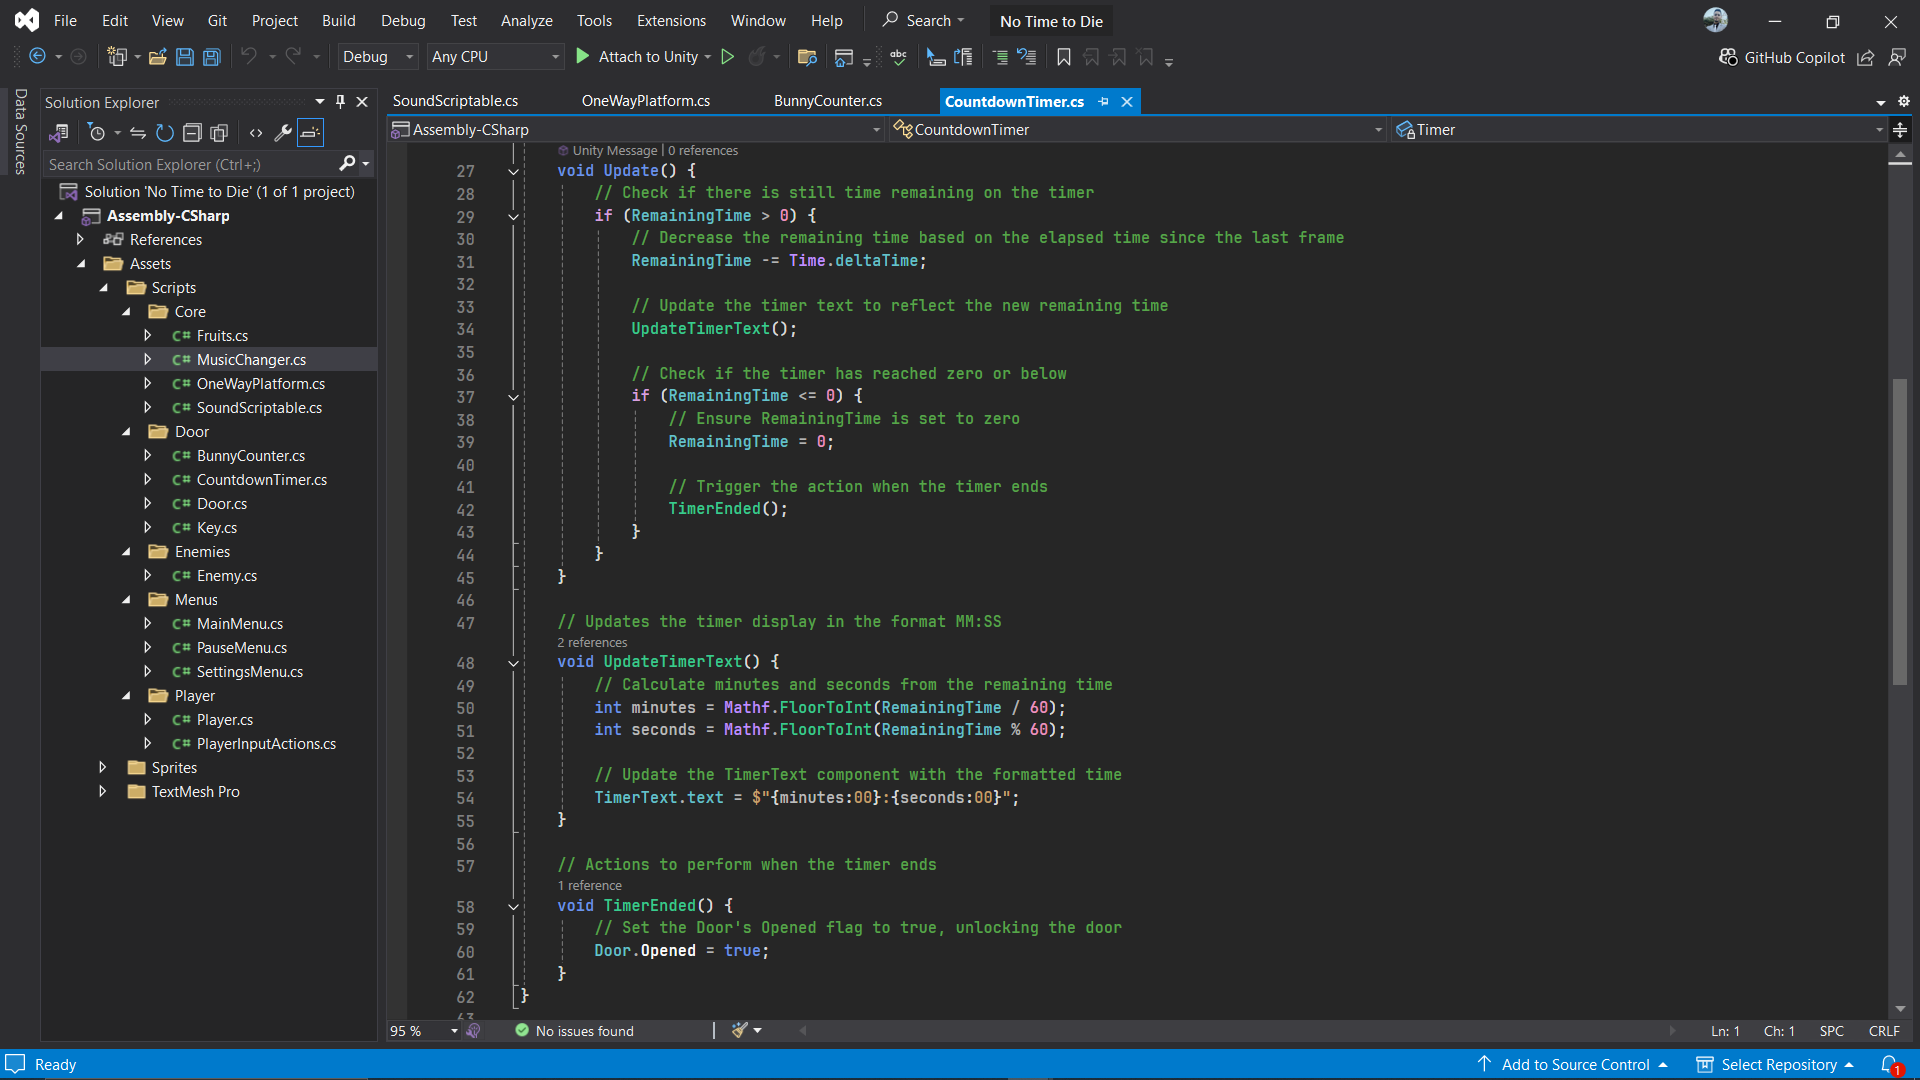 File Edit View Git Project Build Debug Test Analyze Tools Extensions Window Help Search No Time to Die
Debug Any CPU Attach to Unity GitHub Copilot
Data Sources
Solution Explorer
Search Solution Explorer (Ctrl+;)
Solution 'No Time to Die' (1 of 1 project)
Assembly-CSharp
References
Assets
Scripts
Core
C# Fruits.cs
C# MusicChanger.cs
C# OneWayPlatform.cs
C# SoundScriptable.cs
Door
C# BunnyCounter.cs
C# CountdownTimer.cs
C# Door.cs
C# Key.cs
Enemies
C# Enemy.cs
Menus
C# MainMenu.cs
C# PauseMenu.cs
C# SettingsMenu.cs
Player
C# Player.cs
C# PlayerInputActions.cs
Sprites
TextMesh Pro
SoundScriptable.cs OneWayPlatform.cs BunnyCounter.cs CountdownTimer.cs
Assembly-CSharp CountdownTimer Timer
Unity Message | 0 references
27 void Update() {
28 // Check if there is still time remaining on the timer
29 if (RemainingTime > 0) {
30 // Decrease the remaining time based on the elapsed time since the last frame
31 RemainingTime -= Time.deltaTime;
32
33 // Update the timer text to reflect the new remaining time
34 UpdateTimerText();
35
36 // Check if the timer has reached zero or below
37 if (RemainingTime <= 0) {
38 // Ensure RemainingTime is set to zero
39 RemainingTime = 0;
40
41 // Trigger the action when the timer ends
42 TimerEnded();
43 }
44 }
45 }
46
47 // Updates the timer display in the format MM:SS
2 references
48 void UpdateTimerText() {
49 // Calculate minutes and seconds from the remaining time
50 int minutes = Mathf.FloorToInt(RemainingTime / 60);
51 int seconds = Mathf.FloorToInt(RemainingTime % 60);
52
53 // Update the TimerText component with the formatted time
54 TimerText.text = $"{minutes:00}:{seconds:00}";
55 }
56
57 // Actions to perform when the timer ends
1 reference
58 void TimerEnded() {
59 // Set the Door's Opened flag to true, unlocking the door
60 Door.Opened = true;
61 }
62 }
63
95 % No issues found Ln: 1 Ch: 1 SPC CRLF
Ready Add to Source Control Select Repository 1